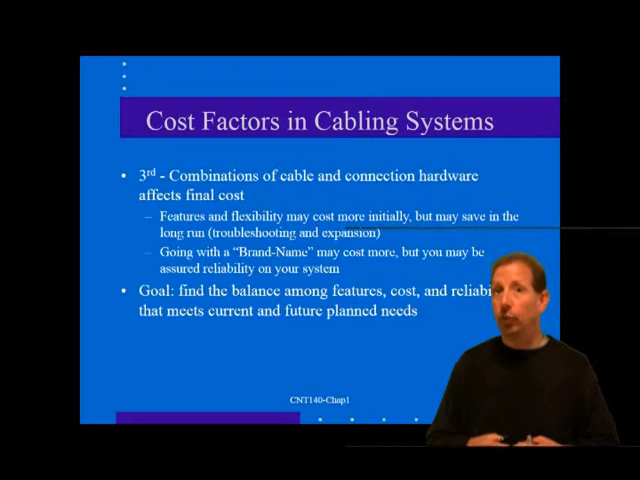 Cost Factors in Cabling Systems
• 3rd - Combinations of cable and connection hardware
affects final cost
– Features and flexibility may cost more initially, but may save in the
long run (troubleshooting and expansion)
– Going with a “Brand-Name” may cost more, but you may be
assured reliability on your system
• Goal: find the balance among features, cost, and
that meets current and future planned needs
CNT140-Chap1